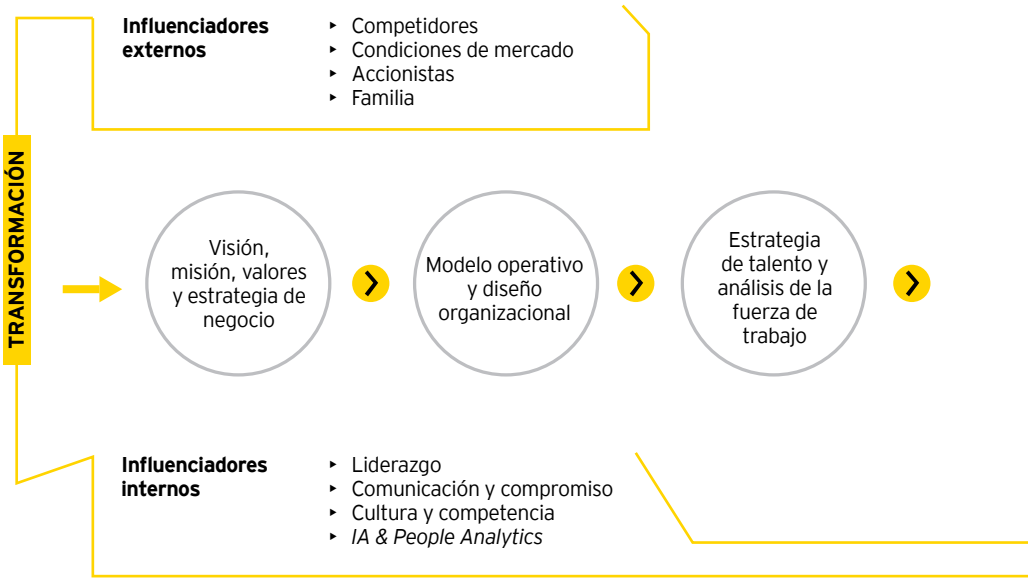 Influenciadores
externos
‣ Competidores
‣ Condiciones de mercado
‣ Accionistas
‣ Familia
TRANSFORMACIÓN
Visión,
misión, valores
y estrategia de
negocio
Modelo operativo
y diseño
organizacional
Estrategia
de talento y
análisis de la
fuerza de
trabajo
Influenciadores
internos
‣ Liderazgo
‣ Comunicación y compromiso
‣ Cultura y competencia
‣ IA & People Analytics